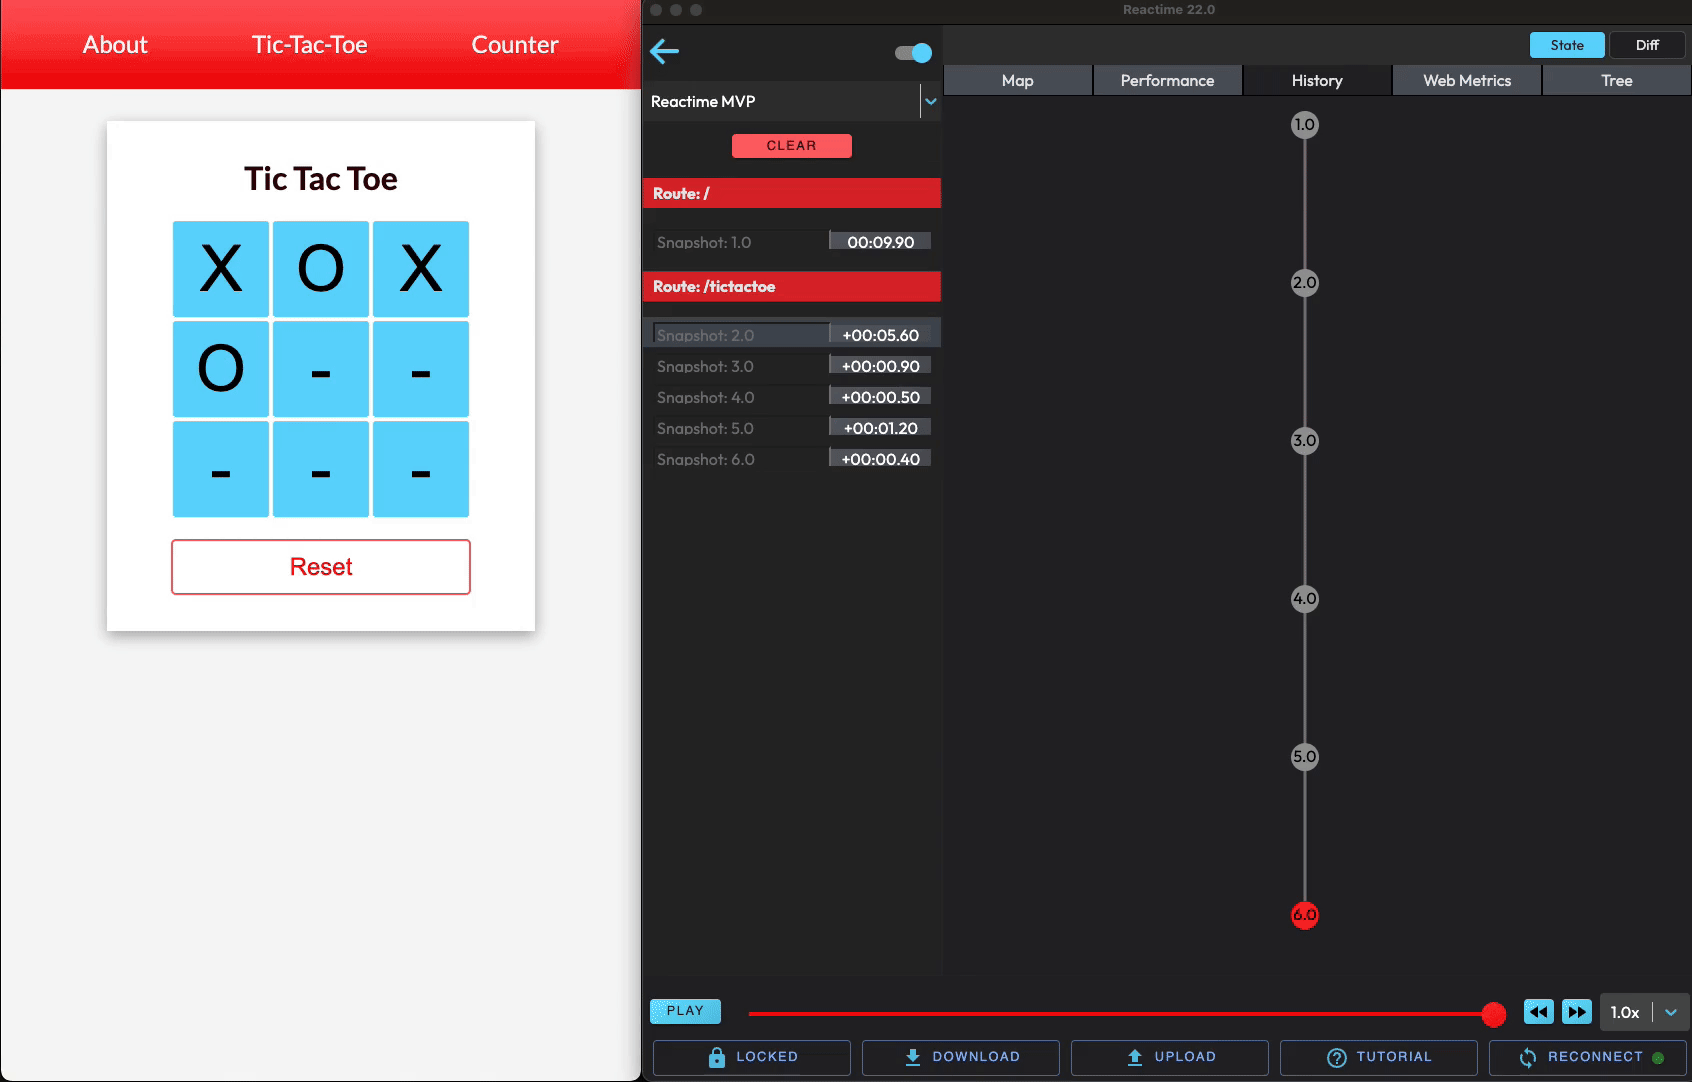 About Tic-Tac-Toe Counter
Tic Tac Toe
X O X
O - -
- - -
Reset
Reactime 22.0
State Diff
Reactime MVP
Map Performance History Web Metrics Tree
CLEAR
Route: /
Snapshot: 1.0 00:09.90
Route: /tictactoe
Snapshot: 2.0 +00:05.60
Snapshot: 3.0 +00:00.90
Snapshot: 4.0 +00:00.50
Snapshot: 5.0 +00:01.20
Snapshot: 6.0 +00:00.40
1.0
2.0
3.0
4.0
5.0
6.0
PLAY 1.0x
LOCKED DOWNLOAD UPLOAD TUTORIAL RECONNECT